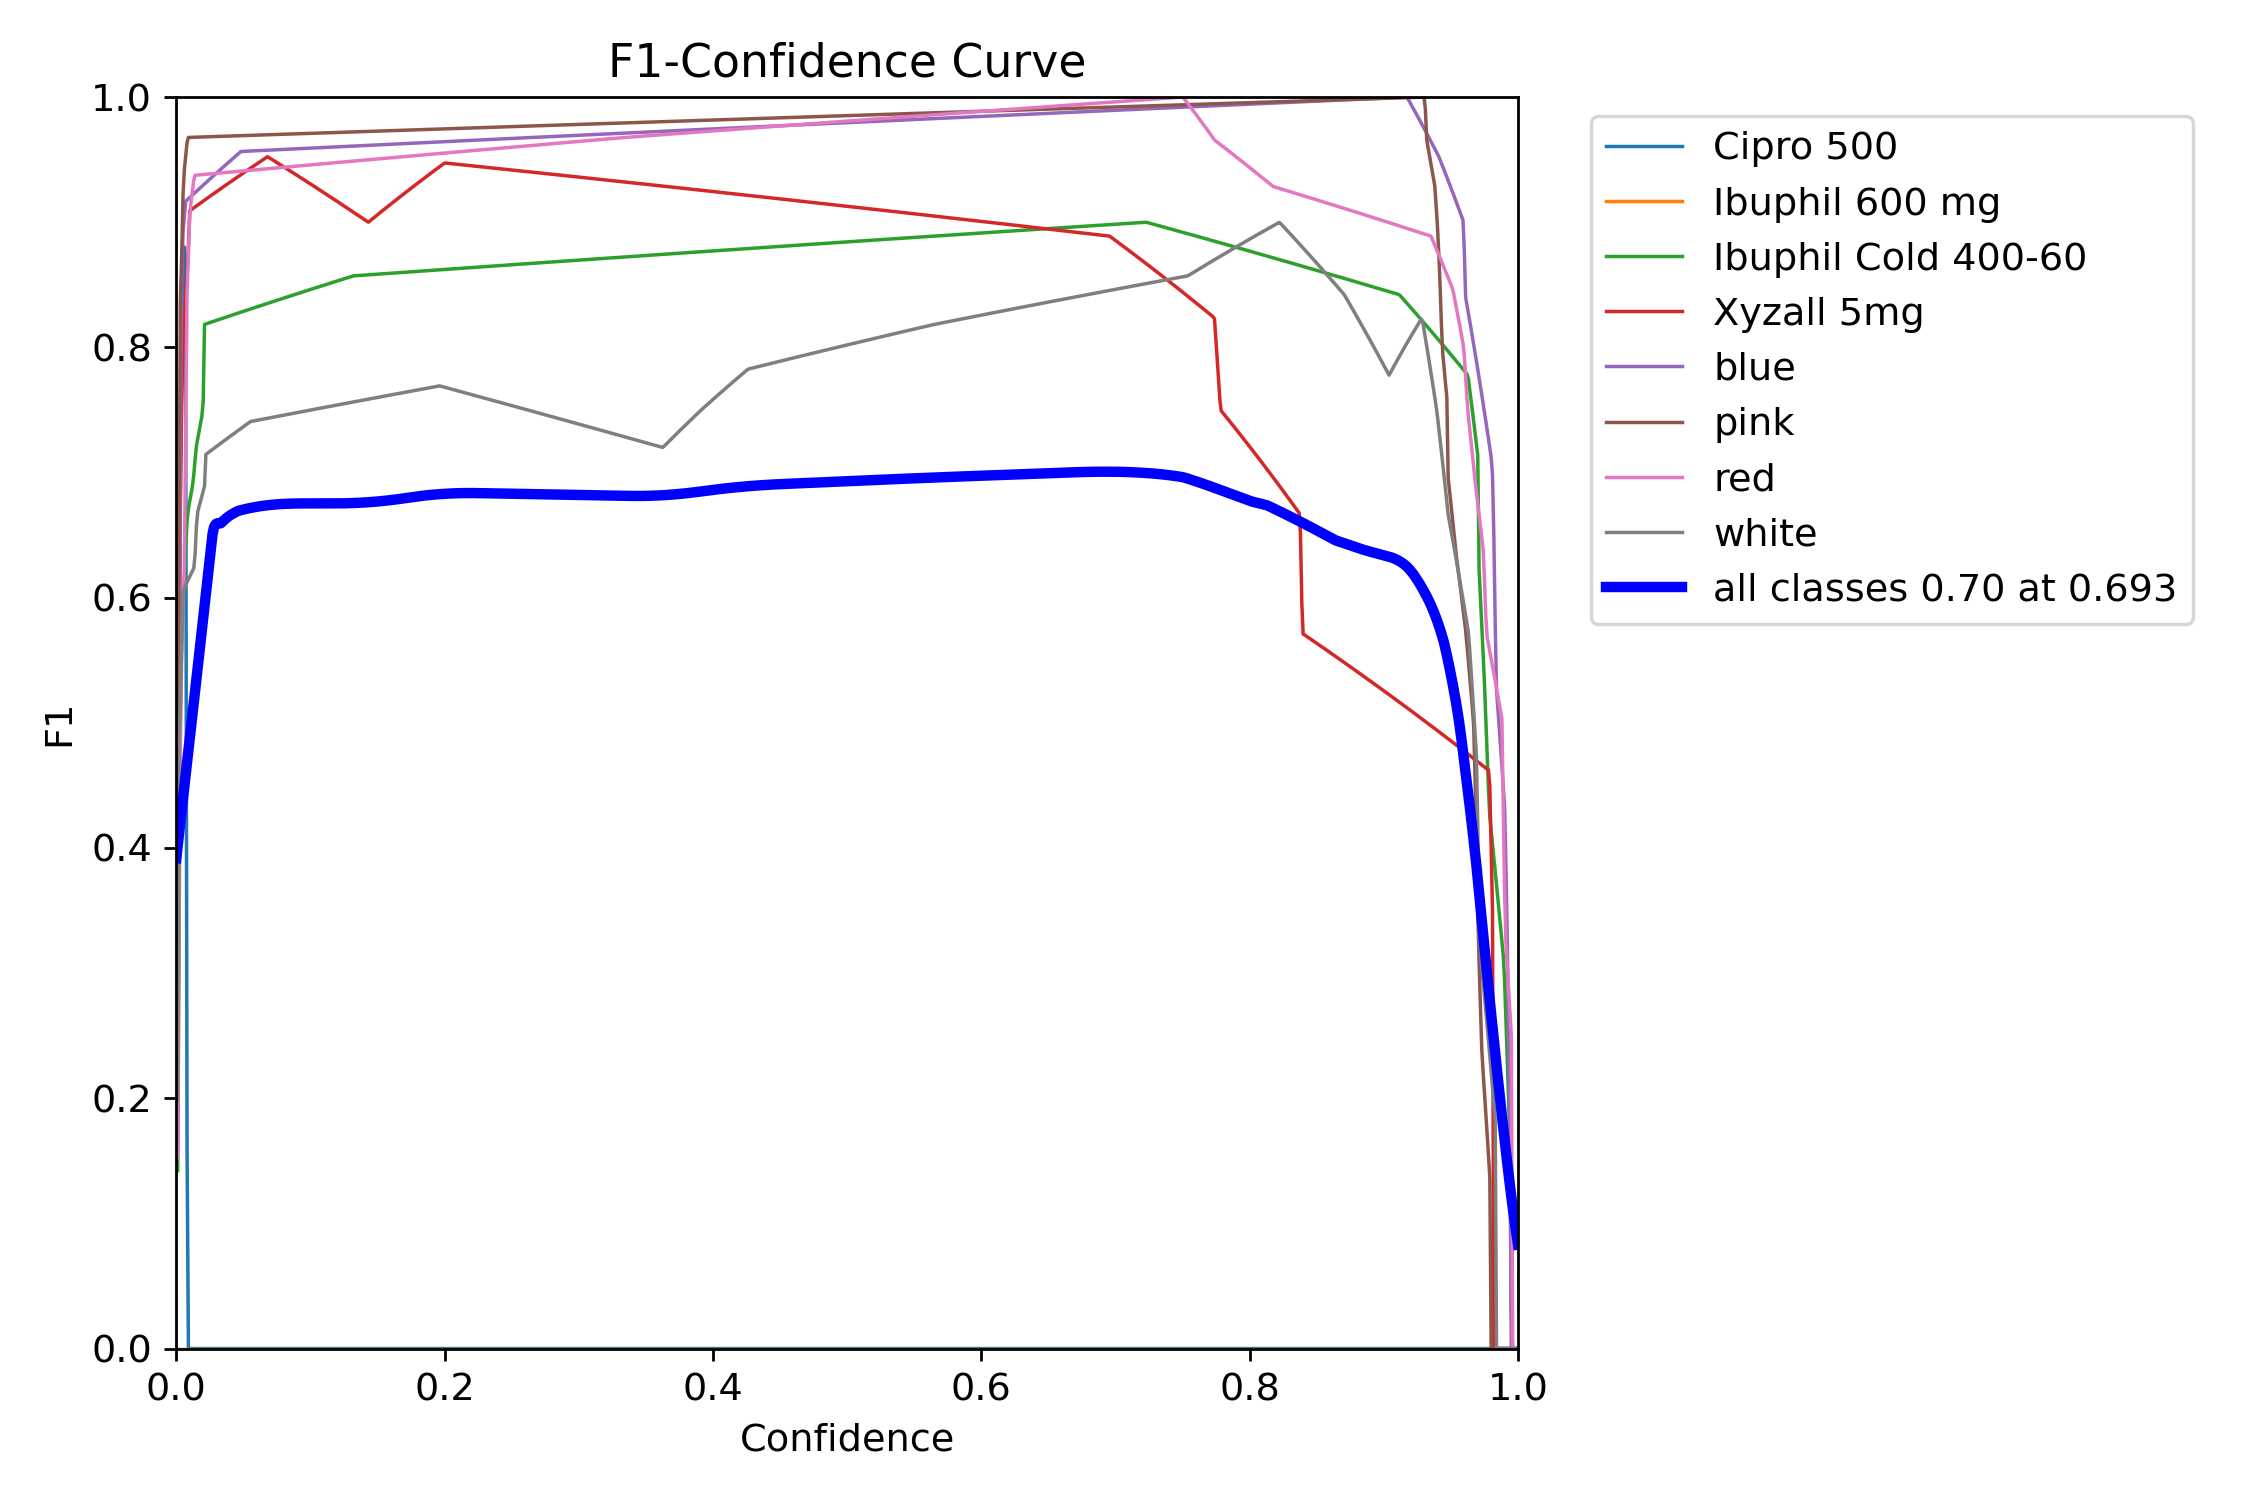 F1-Confidence Curve
1.0
0.8
0.6
0.4
0.2
0.0
F1
0.0 0.2 0.4 0.6 0.8 1.0
Confidence
Cipro 500
Ibuphil 600 mg
Ibuphil Cold 400-60
Xyzall 5mg
blue
pink
red
white
all classes 0.70 at 0.693